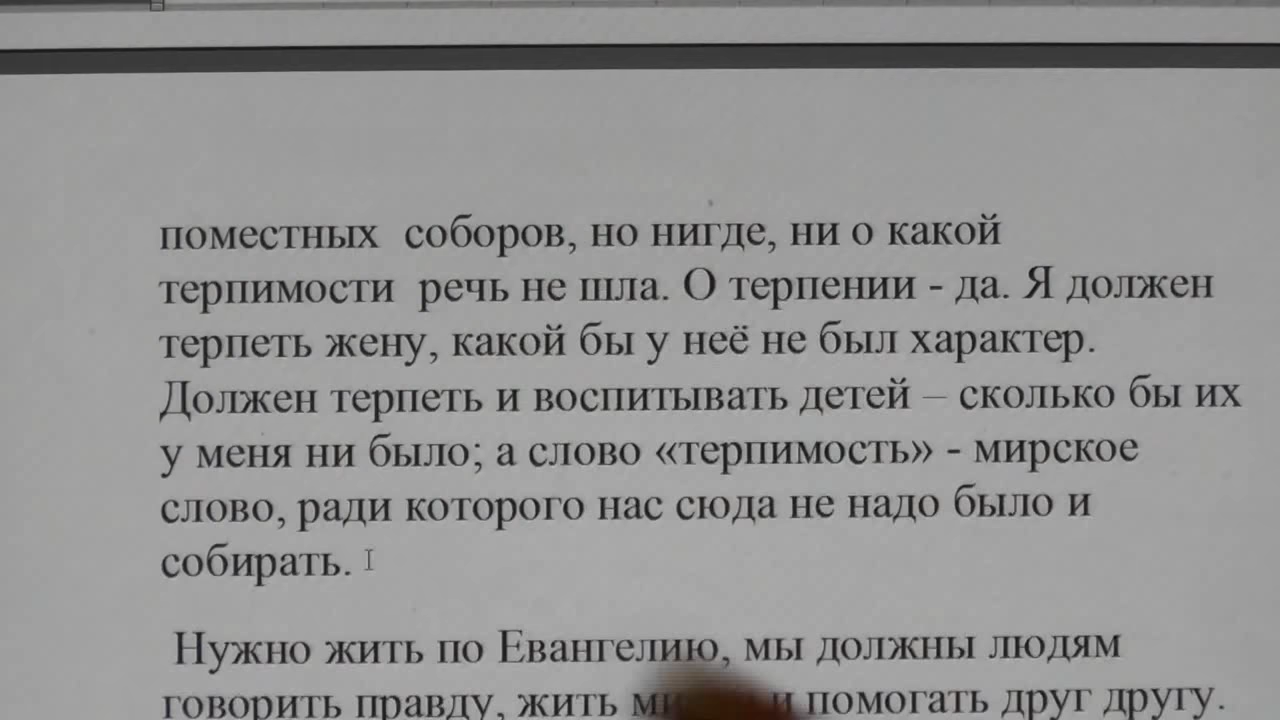 поместных соборов, но нигде, ни о какой
терпимости речь не шла. О терпении - да. Я должен
терпеть жену, какой бы у неё не был характер.
Должен терпеть и воспитывать детей – сколько бы их
у меня ни было; а слово «терпимость» - мирское
слово, ради которого нас сюда не надо было и
собирать.
Нужно жить по Евангелию, мы должны людям
говорить правду, жить и помогать друг другу.